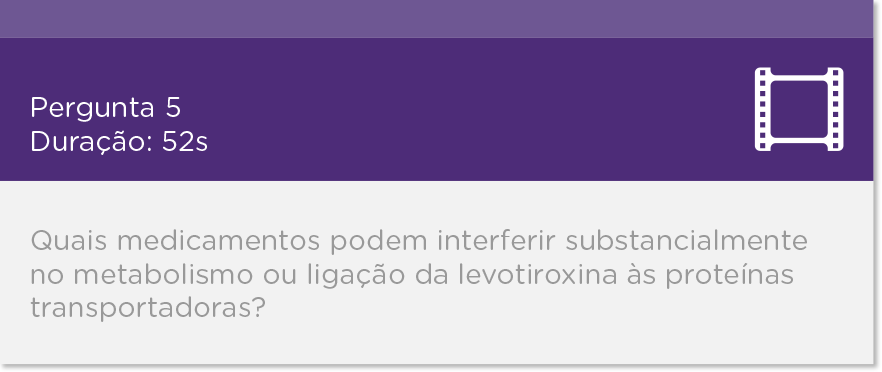 Pergunta 5
Duração: 52s
Quais medicamentos podem interferir substancialmente
no metabolismo ou ligação da levotiroxina às proteínas
transportadoras?